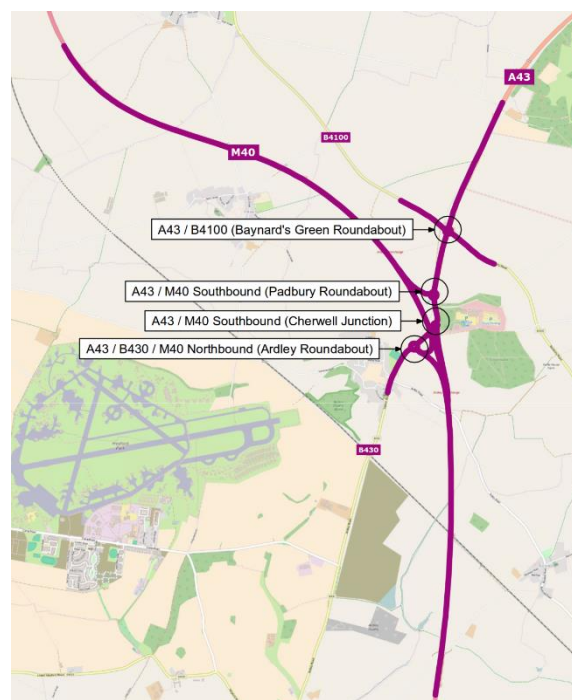 A43
B4100
M40
A43 / B4100 (Baynard's Green Roundabout)
A43 / M40 Southbound (Padbury Roundabout)
A43 / M40 Southbound (Cherwell Junction)
A43 / B430 / M40 Northbound (Ardley Roundabout)
B430